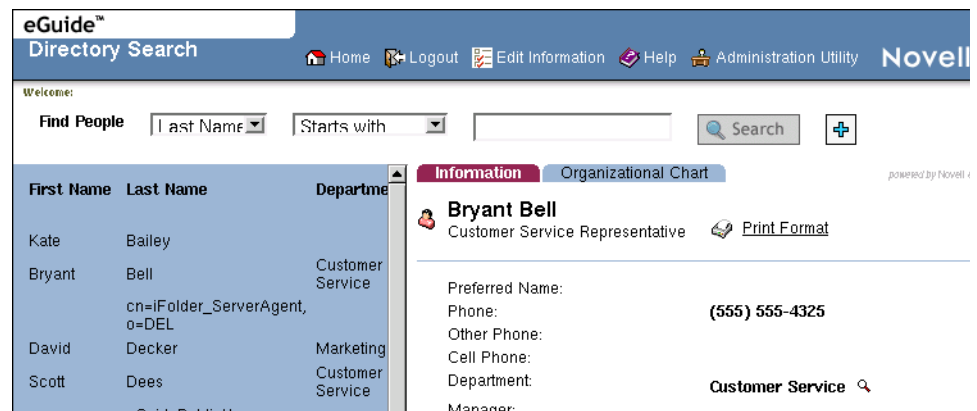 eGuide™
Directory Search
Home Logout Edit Information Help Administration Utility Novell
Welcome:
Find People Last Name Starts with Search
Information Organizational Chart powered by Novell
First Name Last Name Departme
Bryant Bell
Customer Service Representative Print Format
Kate Bailey
Bryant Bell Customer Service
cn=iFolder_ServerAgent,
o=DEL
David Decker Marketing
Scott Dees Customer Service
Preferred Name:
Phone: (555) 555-4325
Other Phone:
Cell Phone:
Department: Customer Service
Manager: